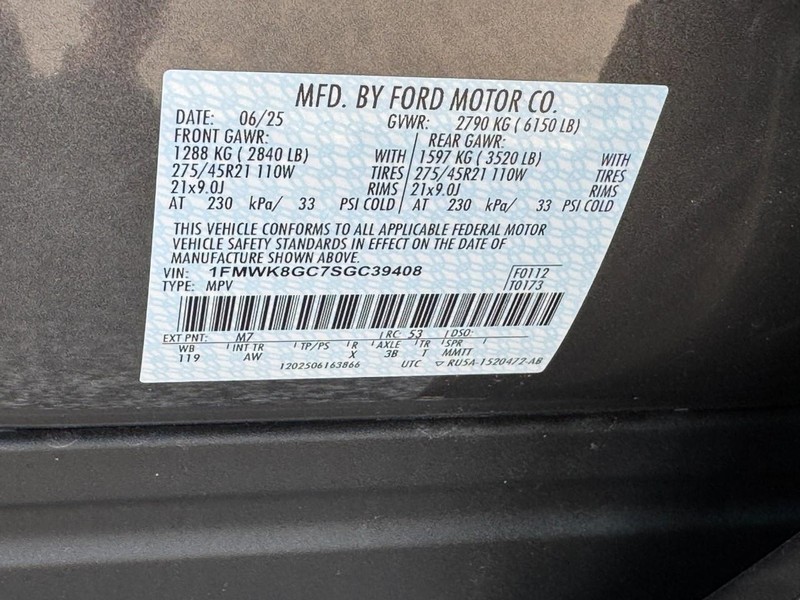 MFD. BY FORD MOTOR CO.
DATE: 06/25 GVWR: 2790 KG ( 6150 LB)
FRONT GAWR: REAR GAWR:
1288 KG ( 2840 LB) WITH 1597 KG ( 3520 LB) WITH
275/45R21 110W TIRES 275/45R21 110W TIRES
21x9.0J RIMS 21x9.0J RIMS
AT 230 kPa/ 33 PSI COLD AT 230 kPa/ 33 PSI COLD
THIS VEHICLE CONFORMS TO ALL APPLICABLE FEDERAL MOTOR
VEHICLE SAFETY STANDARDS IN EFFECT ON THE DATE OF
MANUFACTURE SHOWN ABOVE.
VIN: 1FMWK8GC7SGC39408 F0112
TYPE: MPV T0173
EXT PNT: M7 RC: 53 DSO:
WB INT TR TP/PS R AXLE TR SPR
119 AW X 3B T MMTT
1202506163866 UTC ▽ RU5A-1520472-AB